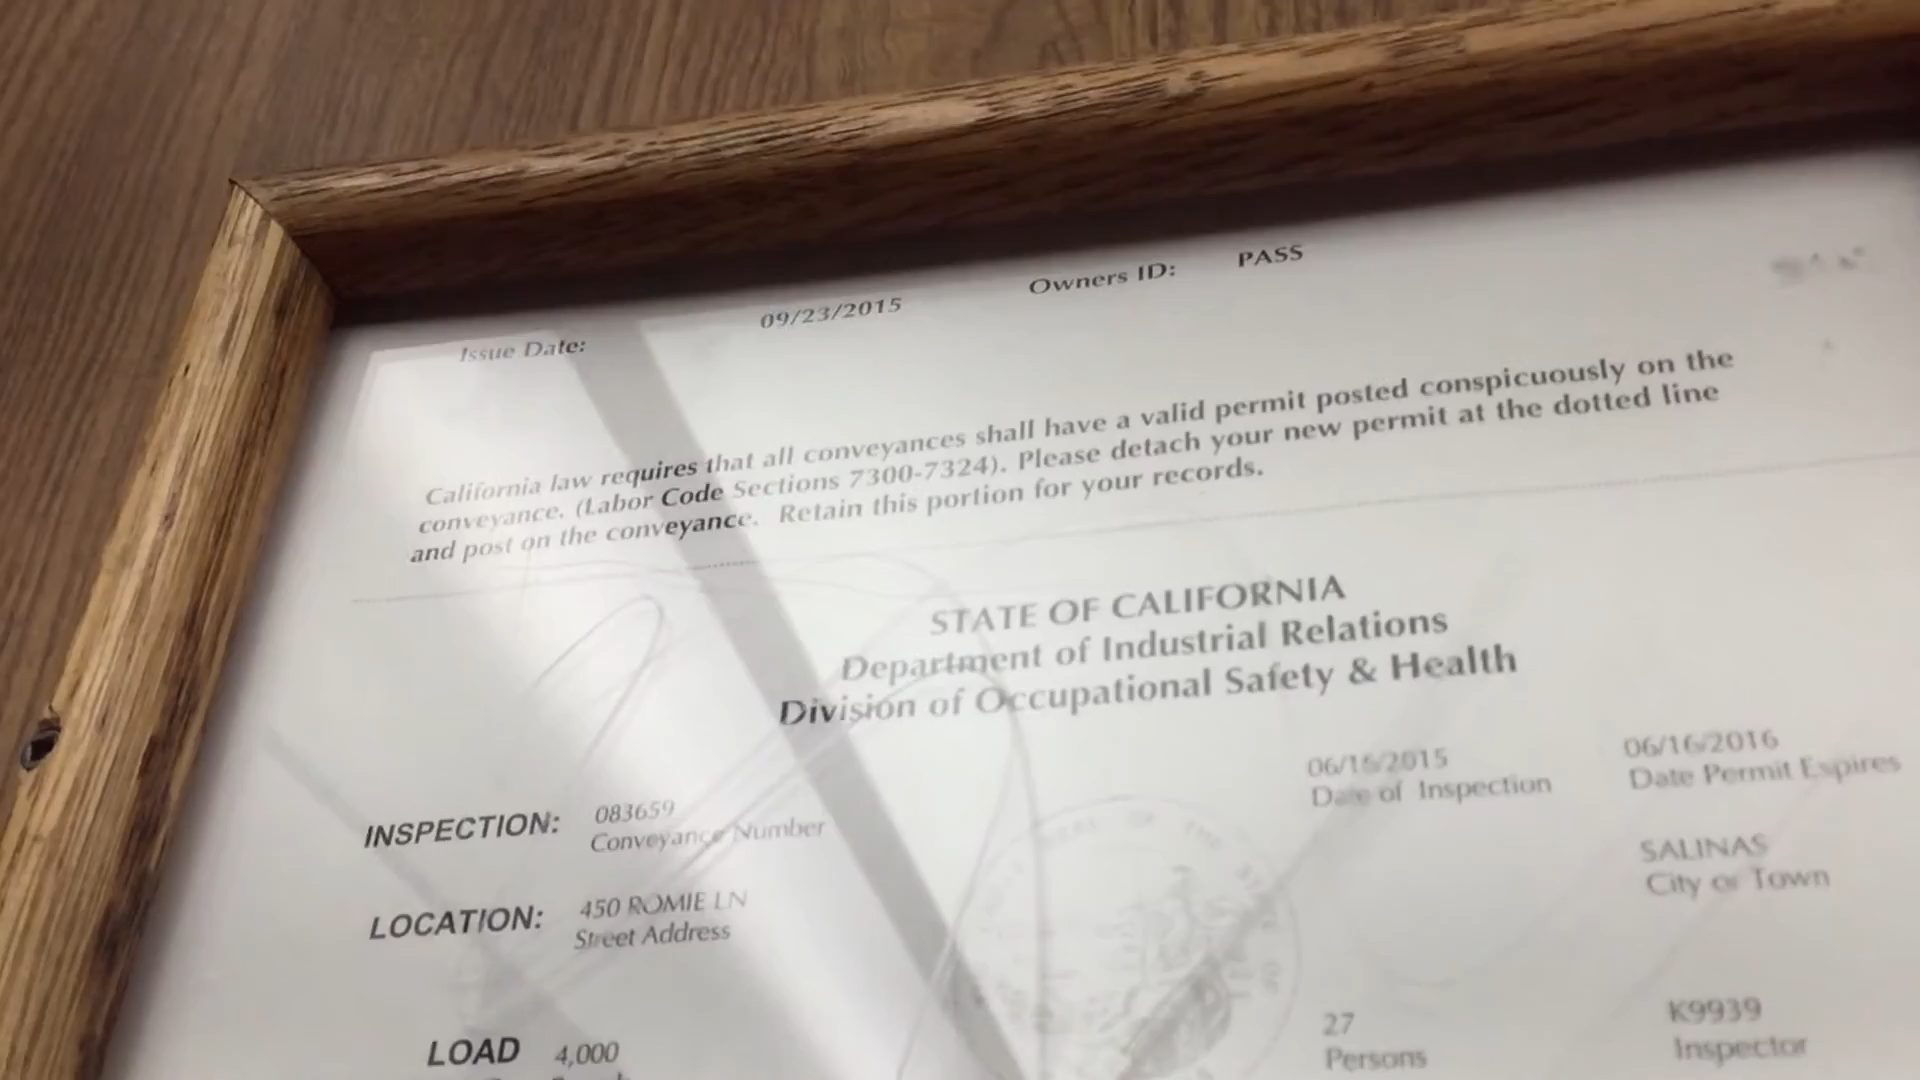 Issue Date: 09/23/2015 Owners ID: PASS
California law requires that all conveyances shall have a valid permit posted conspicuously on the
conveyance. (Labor Code Sections 7300-7324). Please detach your new permit at the dotted line
and post on the conveyance. Retain this portion for your records.
STATE OF CALIFORNIA
Department of Industrial Relations
Division of Occupational Safety & Health
INSPECTION: 083659 06/16/2015 06/16/2016
Conveyance Number Date of Inspection Date Permit Expires
LOCATION: 450 ROMIE LN SALINAS
Street Address City or Town
LOAD 4,000 27 K9939
Persons Inspector